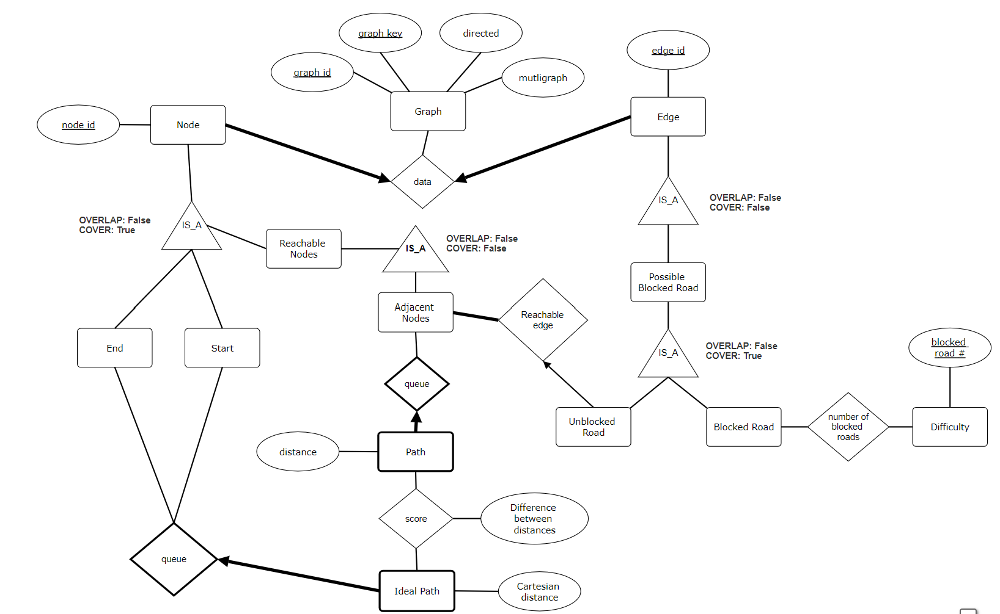 graph key
directed
edge id
graph id
mutligraph
Graph
Edge
node id
Node
data
IS_A
OVERLAP: False
COVER: False
OVERLAP: False
COVER: True
IS_A
Reachable
Nodes
IS_A
OVERLAP: False
COVER: False
Possible
Blocked Road
Adjacent
Nodes
Reachable
edge
End
Start
IS_A
OVERLAP: False
COVER: True
blocked
road #
queue
Unblocked
Road
Blocked Road
number of
blocked
roads
Difficulty
distance
Path
score
Difference
between
distances
queue
Ideal Path
Cartesian
distance